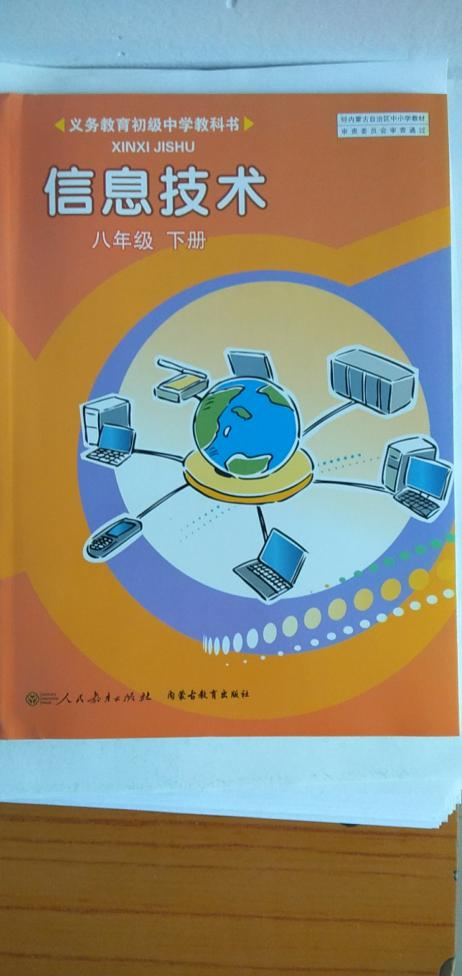 义务教育初级中学教科书
XINXI JISHU
经内蒙古自治区中小学教材
审查委员会审查通过
信息技术
八年级 下册
人民教育出版社 内蒙古教育出版社